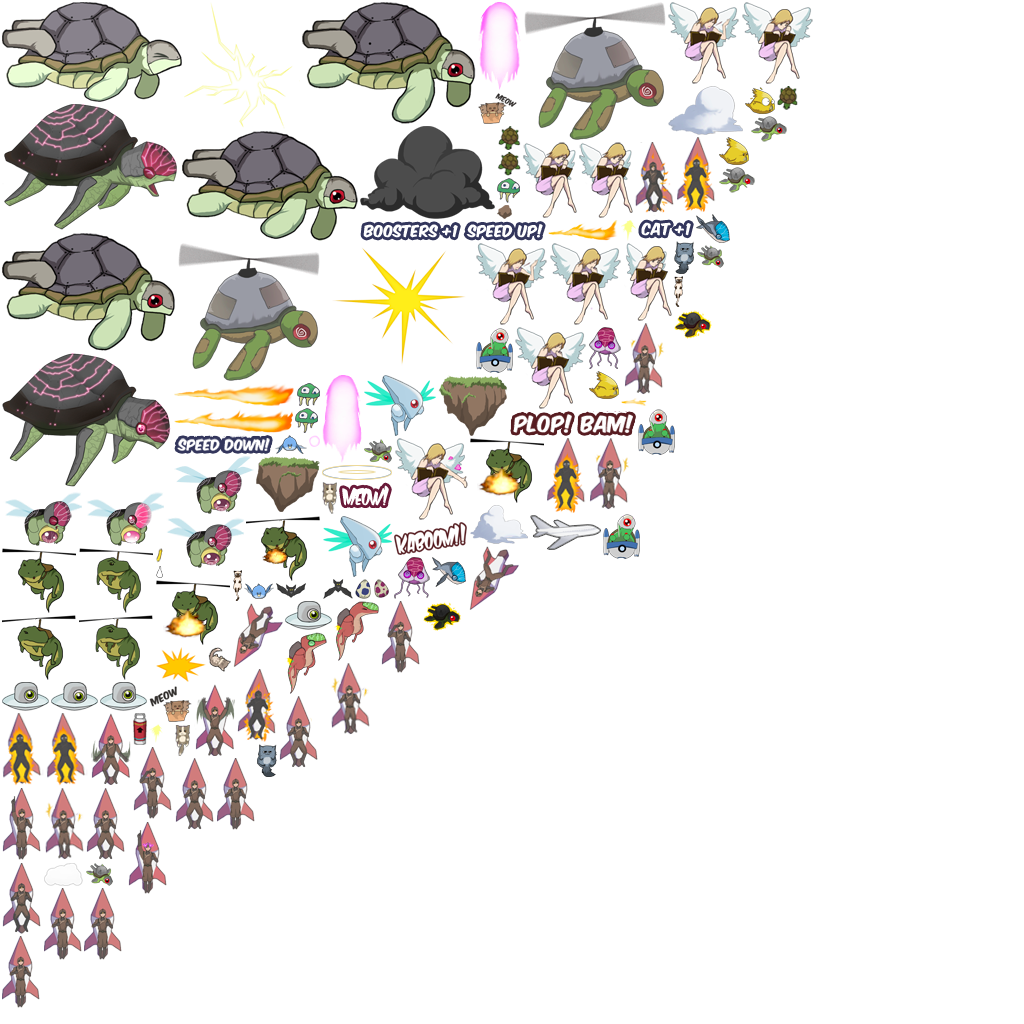 MEOW
BOOSTERS +1 SPEED UP!
CAT +1
PLOP! BAM!
SPEED DOWN!
MEOW!
KABOOM!!
MEOW